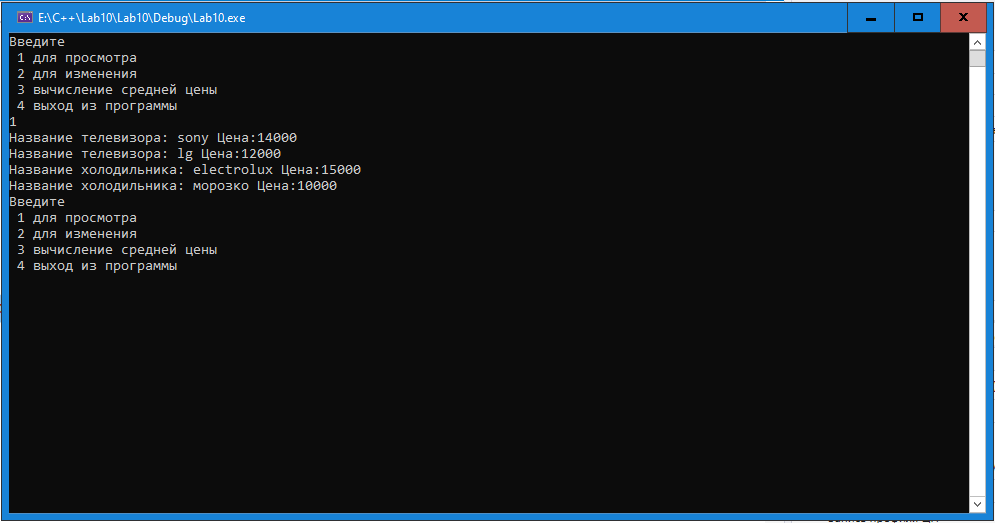 E:\C++\Lab10\Lab10\Debug\Lab10.exe
Введите
1 для просмотра
2 для изменения
3 вычисление средней цены
4 выход из программы
1
Название телевизора: sony Цена:14000
Название телевизора: lg Цена:12000
Название холодильника: electrolux Цена:15000
Название холодильника: морозко Цена:10000
Введите
1 для просмотра
2 для изменения
3 вычисление средней цены
4 выход из программы